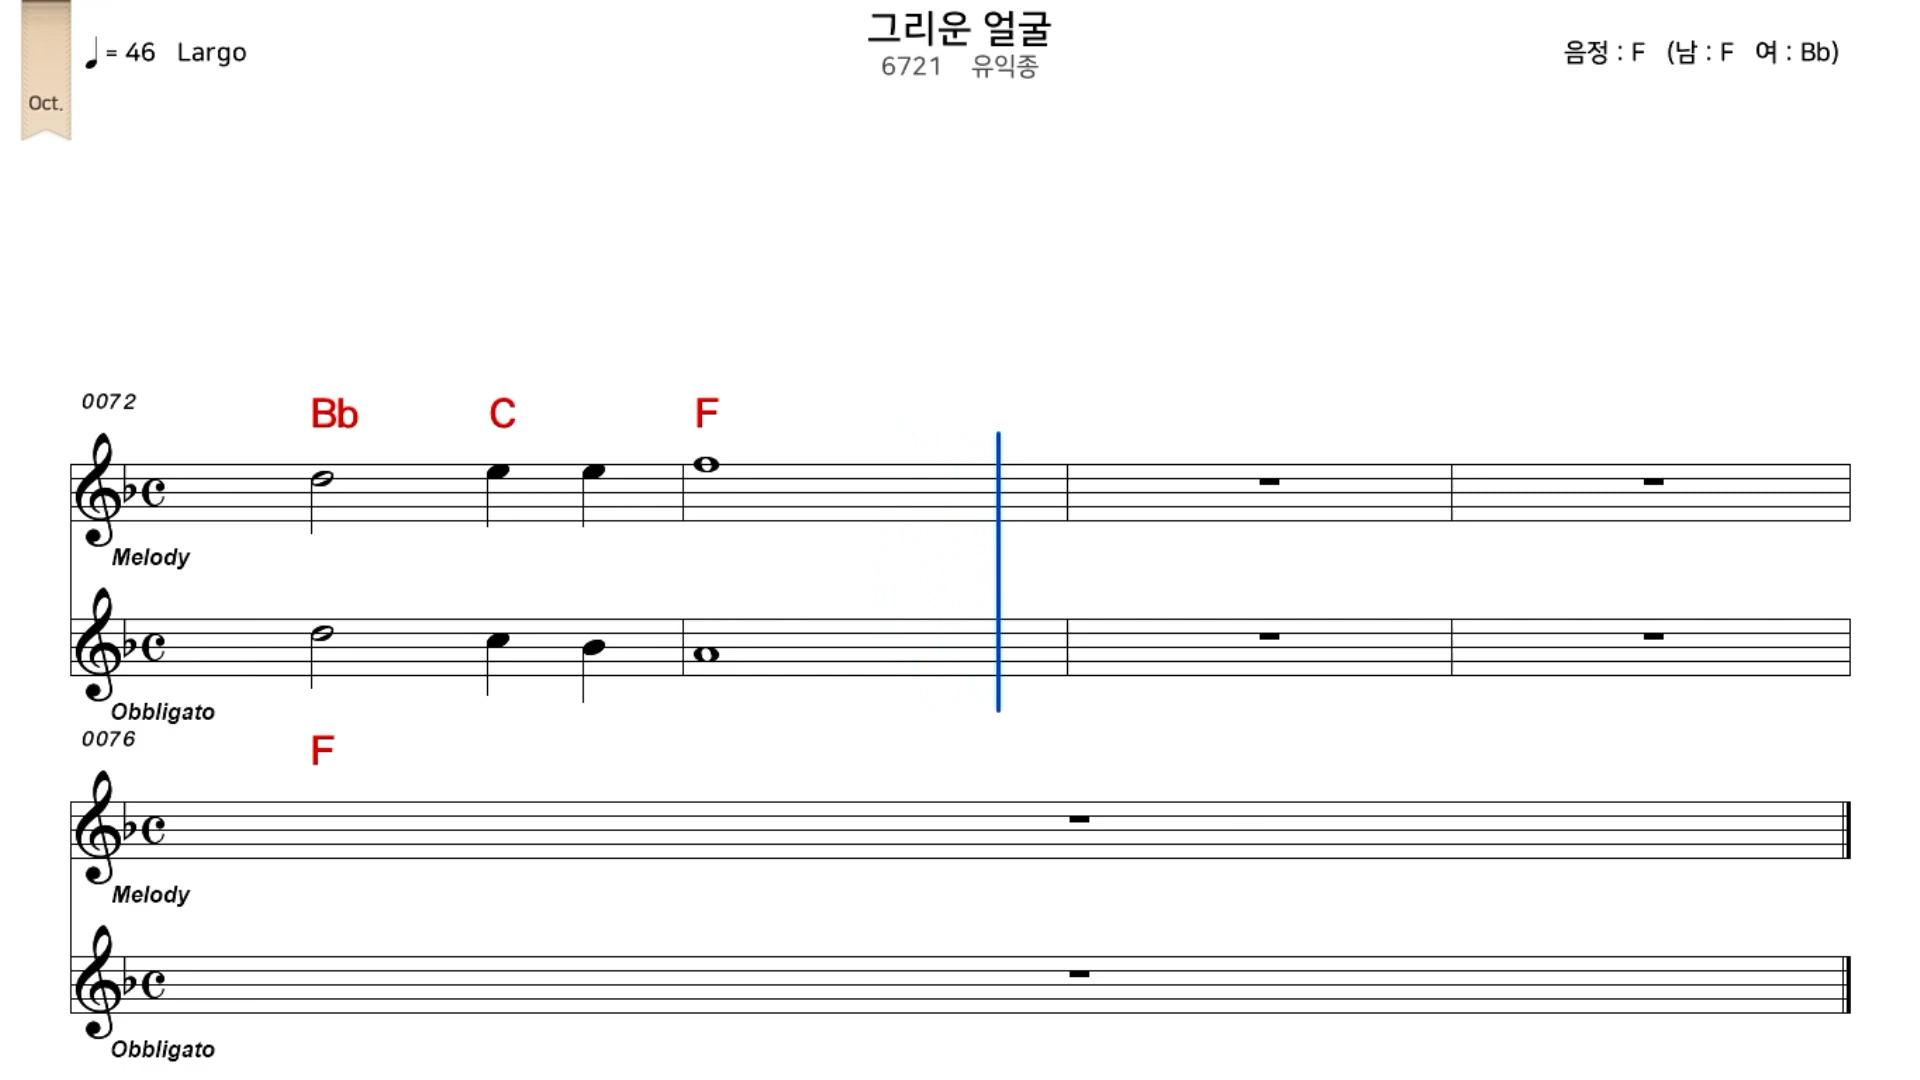 그리운 얼굴
♩ = 46 Largo
6721 유익종
음정 : F (남 : F 여 : Bb)
Oct.
0072
Bb C F
Melody
Obbligato
0076
F
Melody
Obbligato